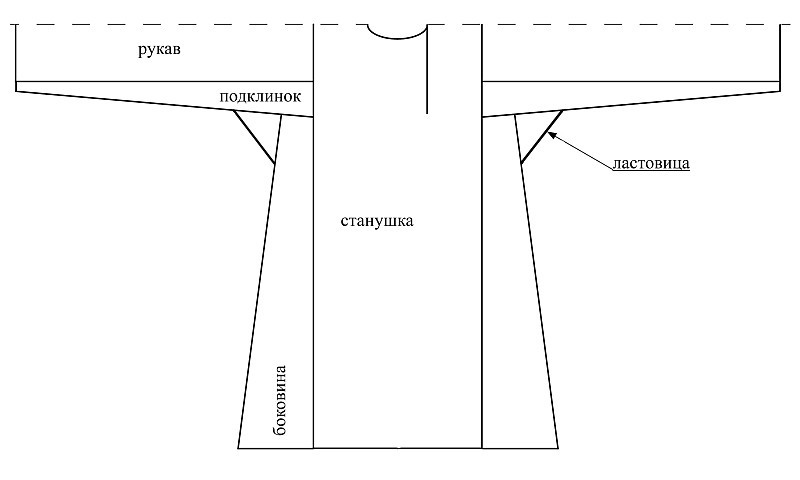 рукав
подклинок
ластовица
станушка
боковина